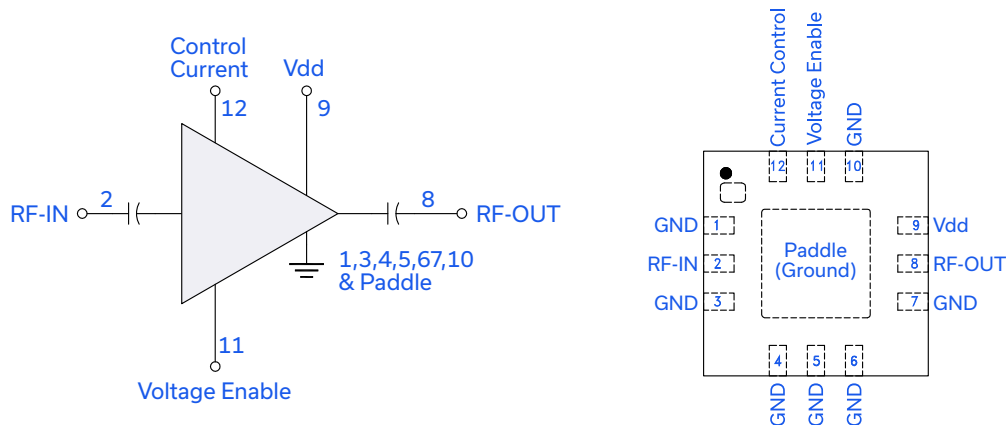 Control
Current
12
Vdd
9
RF-IN
2
8
RF-OUT
1,3,4,5,67,10
& Paddle
11
Voltage Enable
Current Control
Voltage Enable
GND
12
11
10
GND
1
RF-IN
2
GND
3
Paddle
(Ground)
9
Vdd
8
RF-OUT
7
GND
4
5
6
GND
GND
GND